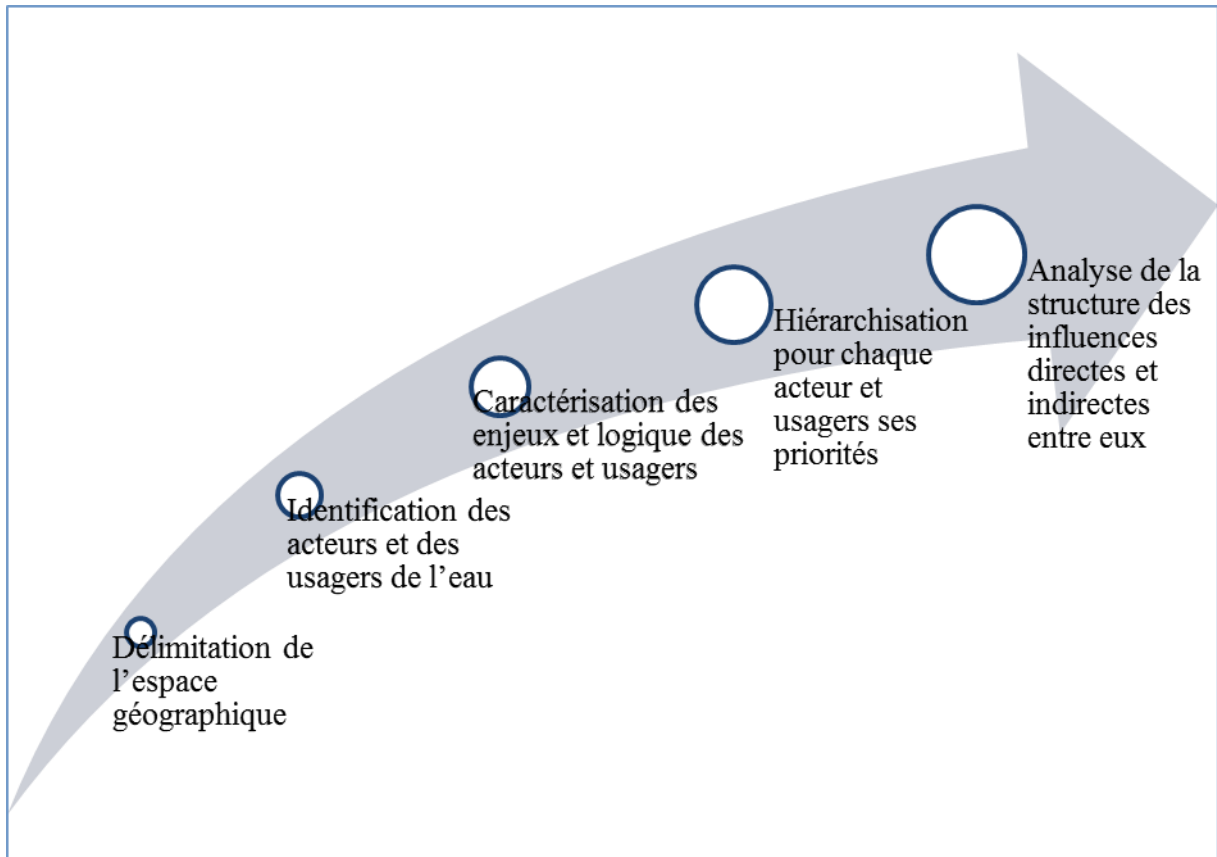 Délimitation de
l’espace
géographique
Identification des
acteurs et des
usagers de l’eau
Caractérisation des
enjeux et logique des
acteurs et usagers
Hiérarchisation
pour chaque
acteur et
usagers ses
priorités
Analyse de la
structure des
influences
directes et
indirectes
entre eux